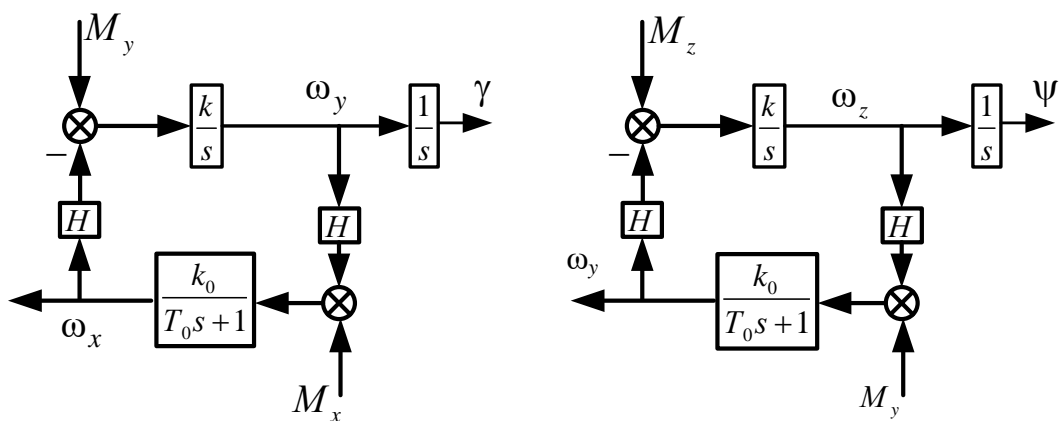 M_y
ω_y
γ
k/s
1/s
−
H
H
k_0/(T_0 s + 1)
ω_x
M_x
M_z
ω_z
ψ
k/s
1/s
−
H
H
ω_y
k_0/(T_0 s + 1)
M_y